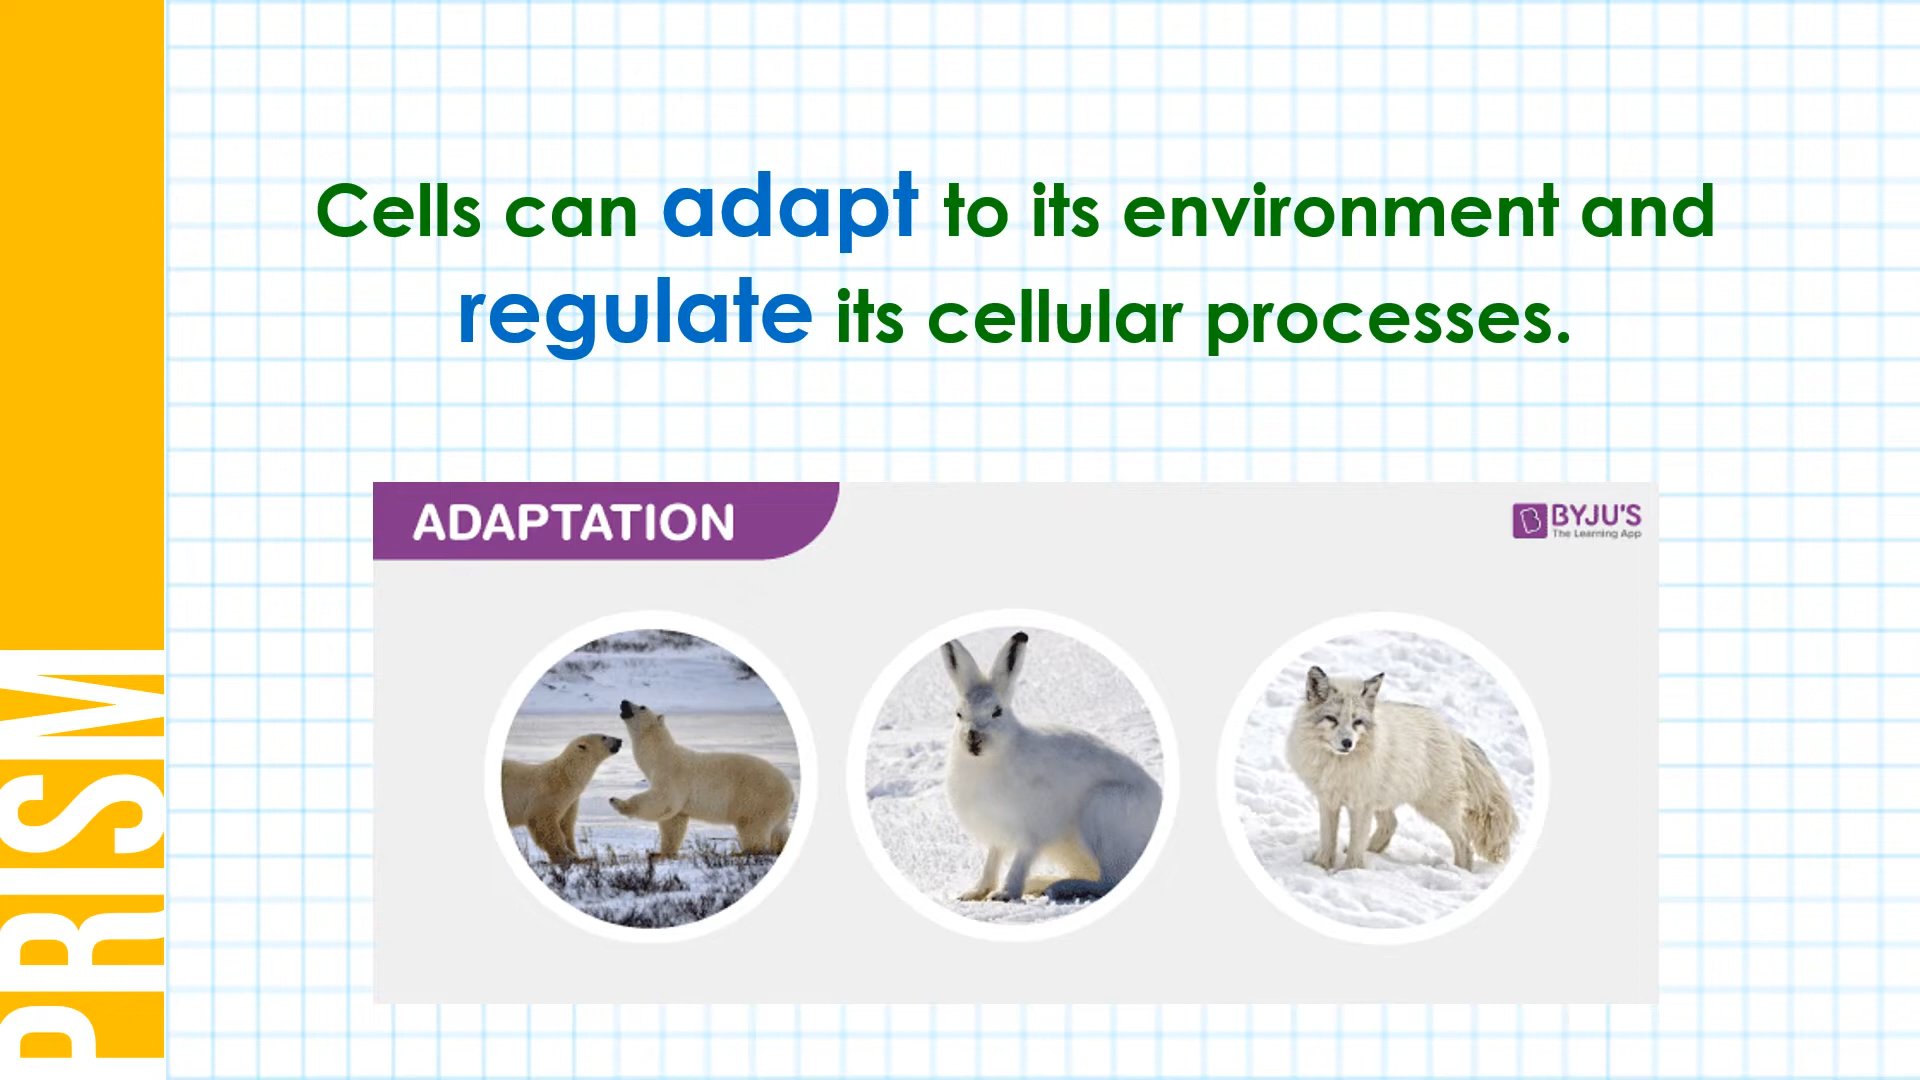 Cells can adapt to its environment and
regulate its cellular processes.
ADAPTATION
BYJU'S
The Learning App
PRISM